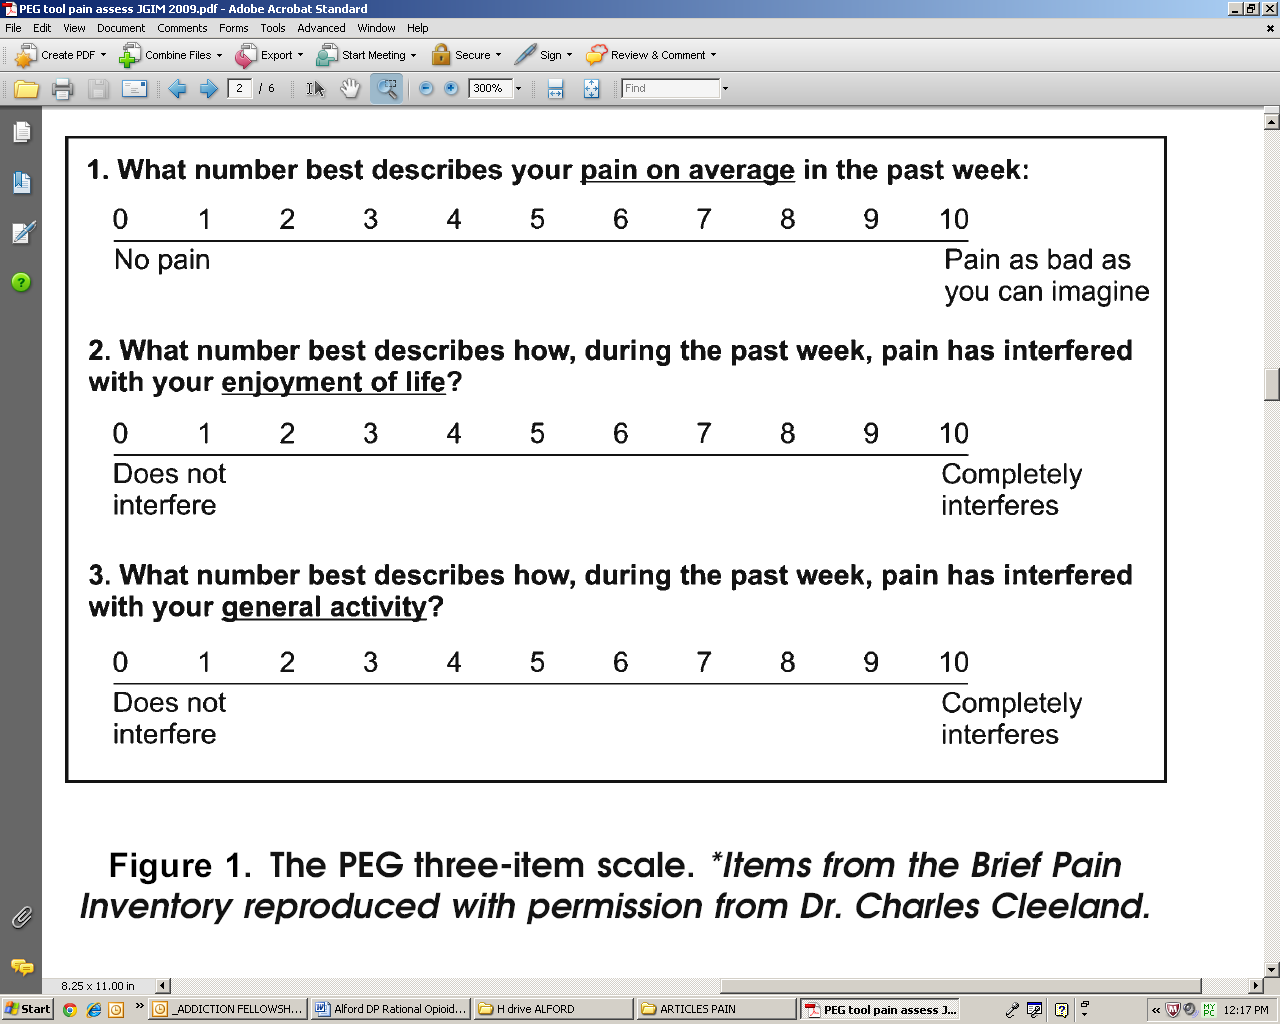 PEG tool pain assess JGIM 2009.pdf - Adobe Acrobat Standard
File Edit View Document Comments Forms Tools Advanced Window Help
Create PDF Combine Files Export Start Meeting Secure Sign Review & Comment
2 / 6 300% Find
1. What number best describes your pain on average in the past week:
0 1 2 3 4 5 6 7 8 9 10
No pain Pain as bad as
you can imagine
2. What number best describes how, during the past week, pain has interfered
with your enjoyment of life?
0 1 2 3 4 5 6 7 8 9 10
Does not Completely
interfere interferes
3. What number best describes how, during the past week, pain has interfered
with your general activity?
0 1 2 3 4 5 6 7 8 9 10
Does not Completely
interfere interferes
Figure 1. The PEG three-item scale. *Items from the Brief Pain
Inventory reproduced with permission from Dr. Charles Cleeland.
8.25 x 11.00 in
Start » _ADDICTION FELLOWSH... Alford DP Rational Opioid... H drive ALFORD ARTICLES PAIN PEG tool pain assess J... « 12:17 PM